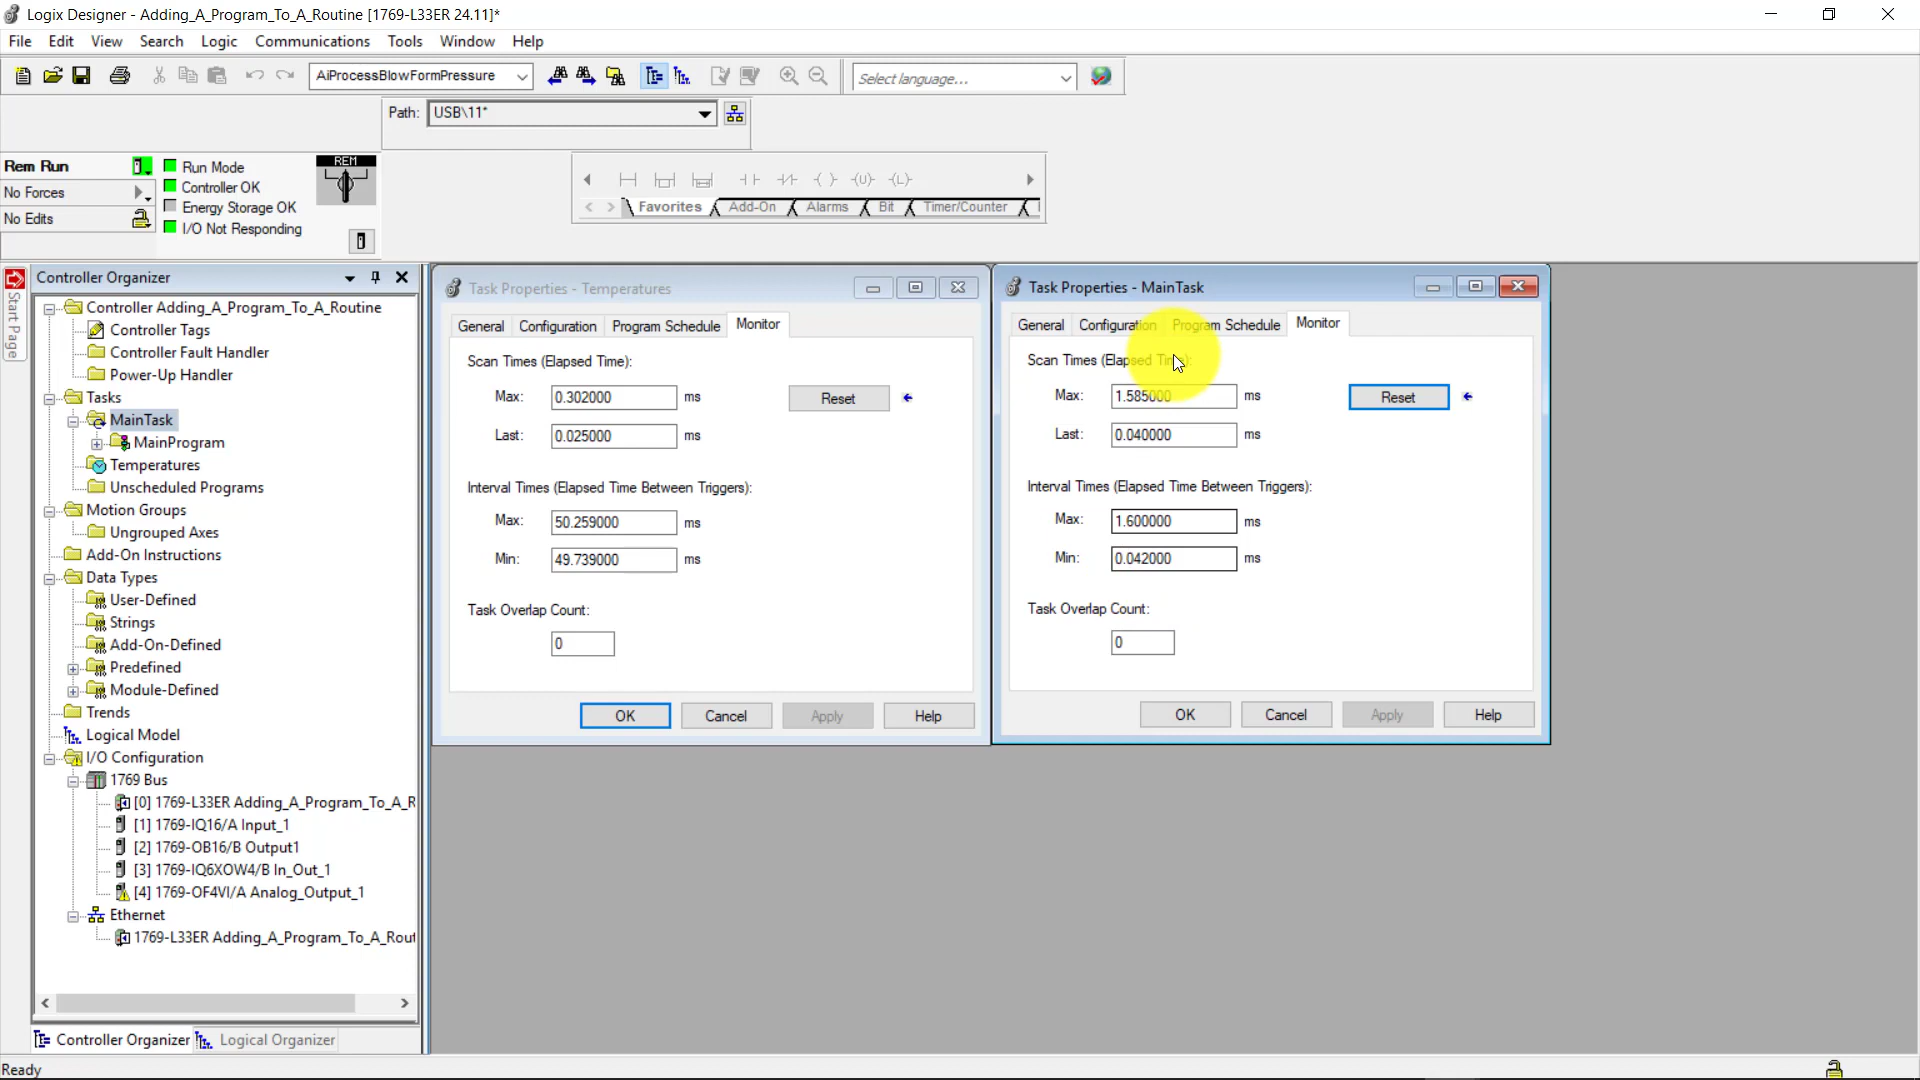 Logix Designer - Adding_A_Program_To_A_Routine [1769-L33ER 24.11]*
File Edit View Search Logic Communications Tools Window Help
AiProcessBlowFormPressure
Select language...
Path: USB\11*
Rem Run
No Forces
No Edits
Run Mode
Controller OK
Energy Storage OK
I/O Not Responding
REM
Favorites Add-On Alarms Bit Timer/Counter
Start Page
Controller Organizer
Controller Adding_A_Program_To_A_Routine
Controller Tags
Controller Fault Handler
Power-Up Handler
Tasks
MainTask
MainProgram
Temperatures
Unscheduled Programs
Motion Groups
Ungrouped Axes
Add-On Instructions
Data Types
User-Defined
Strings
Add-On-Defined
Predefined
Module-Defined
Trends
Logical Model
I/O Configuration
1769 Bus
[0] 1769-L33ER Adding_A_Program_To_A_R
[1] 1769-IQ16/A Input_1
[2] 1769-OB16/B Output1
[3] 1769-IQ6XOW4/B In_Out_1
[4] 1769-OF4VI/A Analog_Output_1
Ethernet
1769-L33ER Adding_A_Program_To_A_Rout
Controller Organizer Logical Organizer
Ready
Task Properties - Temperatures
General Configuration Program Schedule Monitor
Scan Times (Elapsed Time):
Max: 0.302000 ms Reset
Last: 0.025000 ms
Interval Times (Elapsed Time Between Triggers):
Max: 50.259000 ms
Min: 49.739000 ms
Task Overlap Count:
0
OK Cancel Apply Help
Task Properties - MainTask
General Configuration Program Schedule Monitor
Scan Times (Elapsed Time):
Max: 1.585000 ms Reset
Last: 0.040000 ms
Interval Times (Elapsed Time Between Triggers):
Max: 1.600000 ms
Min: 0.042000 ms
Task Overlap Count:
0
OK Cancel Apply Help